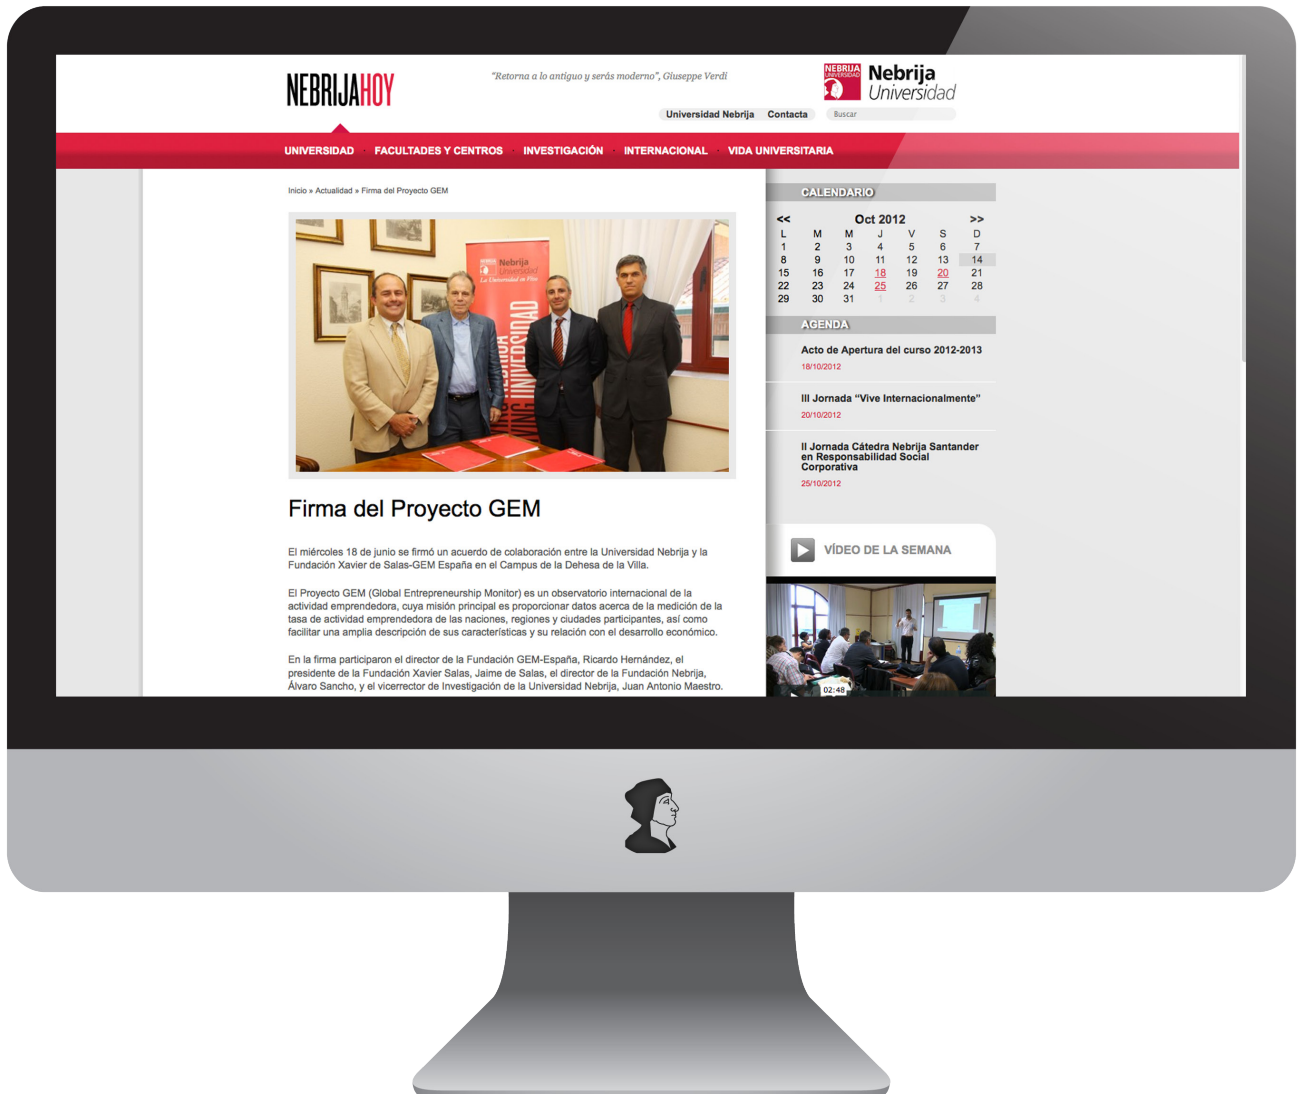 NEBRIJAHOY
“Retorna a lo antiguo y serás moderno”, Giuseppe Verdi
NEBRIJA
UNIVERSIDAD
Nebrija
Universidad
Universidad Nebrija Contacta Buscar
UNIVERSIDAD · FACULTADES Y CENTROS · INVESTIGACIÓN · INTERNACIONAL · VIDA UNIVERSITARIA
Inicio » Actualidad » Firma del Proyecto GEM
Nebrija
Universidad
La Universidad en Plus
NEBRIJA
UNIVERSIDAD
Firma del Proyecto GEM
El miércoles 18 de junio se firmó un acuerdo de colaboración entre la Universidad Nebrija y la
Fundación Xavier de Salas-GEM España en el Campus de la Dehesa de la Villa.
El Proyecto GEM (Global Entrepreneurship Monitor) es un observatorio internacional de la
actividad emprendedora, cuya misión principal es proporcionar datos acerca de la medición de la
tasa de actividad emprendedora de las naciones, regiones y ciudades participantes, así como
facilitar una amplia descripción de sus características y su relación con el desarrollo económico.
En la firma participaron el director de la Fundación GEM-España, Ricardo Hernández, el
presidente de la Fundación Xavier Salas, Jaime de Salas, el director de la Fundación Nebrija,
Álvaro Sancho, y el vicerrector de Investigación de la Universidad Nebrija, Juan Antonio Maestro.
CALENDARIO
<< Oct 2012 >>
L M M J V S D
1 2 3 4 5 6 7
8 9 10 11 12 13 14
15 16 17 18 19 20 21
22 23 24 25 26 27 28
29 30 31 1 2 3 4
AGENDA
Acto de Apertura del curso 2012-2013
18/10/2012
III Jornada “Vive Internacionalmente”
20/10/2012
II Jornada Cátedra Nebrija Santander
en Responsabilidad Social
Corporativa
25/10/2012
VÍDEO DE LA SEMANA
02:48